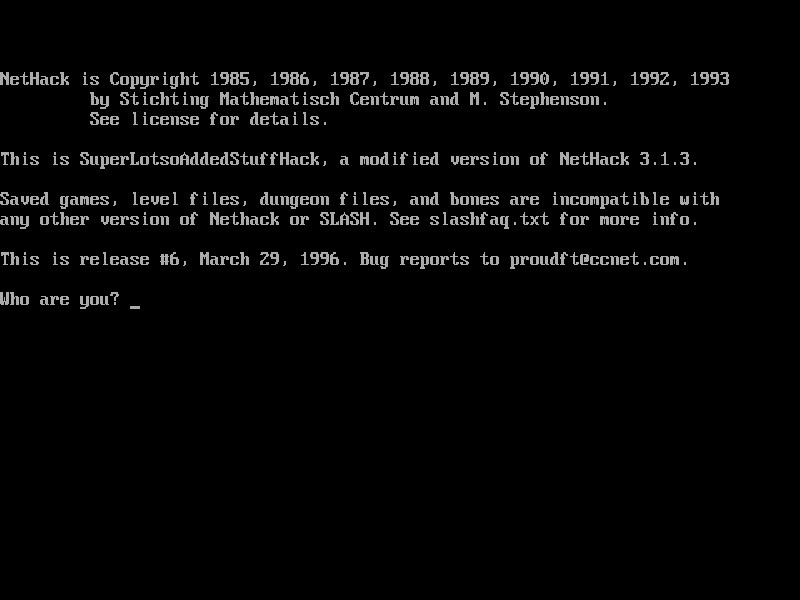 NetHack is Copyright 1985, 1986, 1987, 1988, 1989, 1990, 1991, 1992, 1993
by Stichting Mathematisch Centrum and M. Stephenson.
See license for details.
This is SuperLotsoAddedStuffHack, a modified version of NetHack 3.1.3.
Saved games, level files, dungeon files, and bones are incompatible with
any other version of Nethack or SLASH. See slashfaq.txt for more info.
This is release #6, March 29, 1996. Bug reports to proudft@ccnet.com.
Who are you? _